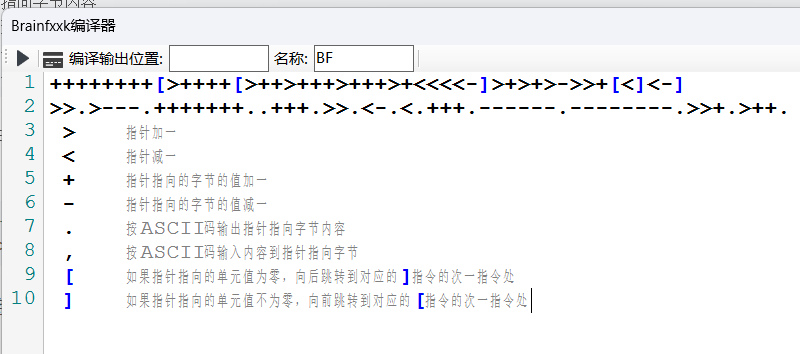 指向字节内容
Brainfxxk编译器
编译输出位置: 名称: BF
1 ++++++++[>++++[>++>+++>+++>+<<<<-]>+>+>->>+[<]<-]
2 >>.>---.+++++++..+++.>>.<-.<.+++.------.--------.>>+.>++.
3 > 指针加一
4 < 指针减一
5 + 指针指向的字节的值加一
6 - 指针指向的字节的值减一
7 . 按ASCII码输出指针指向字节内容
8 , 按ASCII码输入内容到指针指向字节
9 [ 如果指针指向的单元值为零，向后跳转到对应的]指令的次一指令处
10 ] 如果指针指向的单元值不为零，向前跳转到对应的[指令的次一指令处